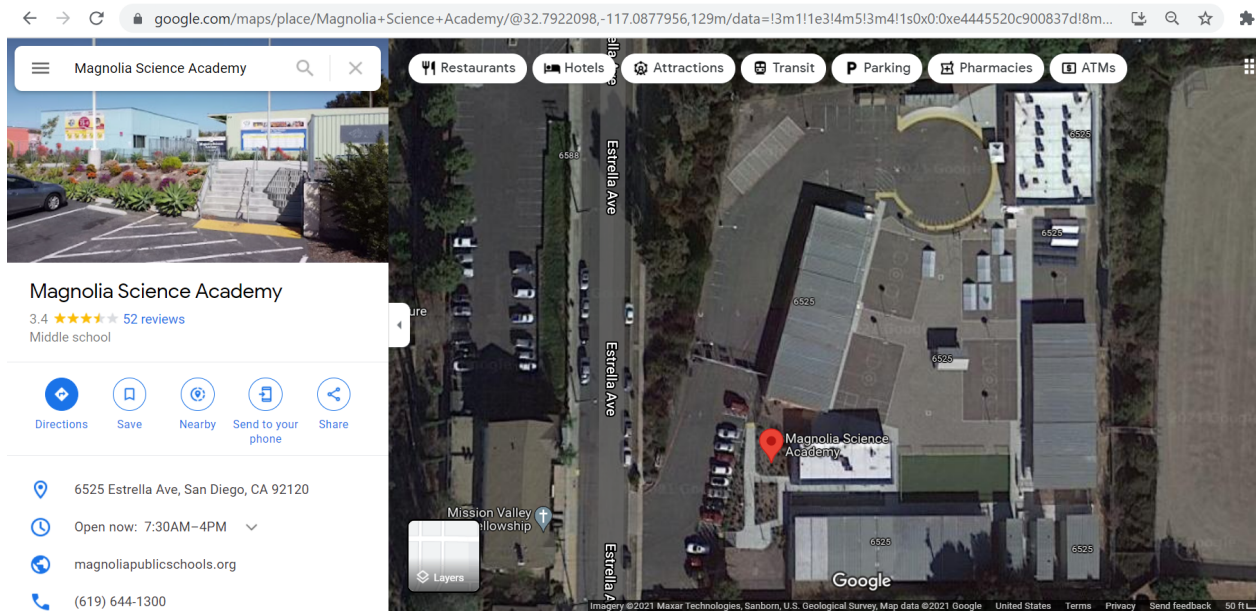 google.com/maps/place/Magnolia+Science+Academy/@32.7922098,-117.0877956,129m/data=!3m1!1e3!4m5!3m4!1s0x0:0xe4445520c900837d!8m...
Magnolia Science Academy
Magnolia Science Academy
3.4 52 reviews
Middle school
Directions
Save
Nearby
Send to your
phone
Share
6525 Estrella Ave, San Diego, CA 92120
Open now: 7:30AM–4PM
magnoliapublicschools.org
(619) 644-1300
Restaurants
Hotels
Attractions
Transit
P Parking
Pharmacies
ATMs
ella
Ave
6588
Estrella Ave
6525
6525
6525
ure
Estrella Ave
6525
Magnolia Science
Academy
Mission Valley
ellowship
Layers
Estrella A
6525
6525
Google
Imagery ©2021 Maxar Technologies, Sanborn, U.S. Geological Survey, Map data ©2021 Google United States Terms Privacy Send feedback 50 ft